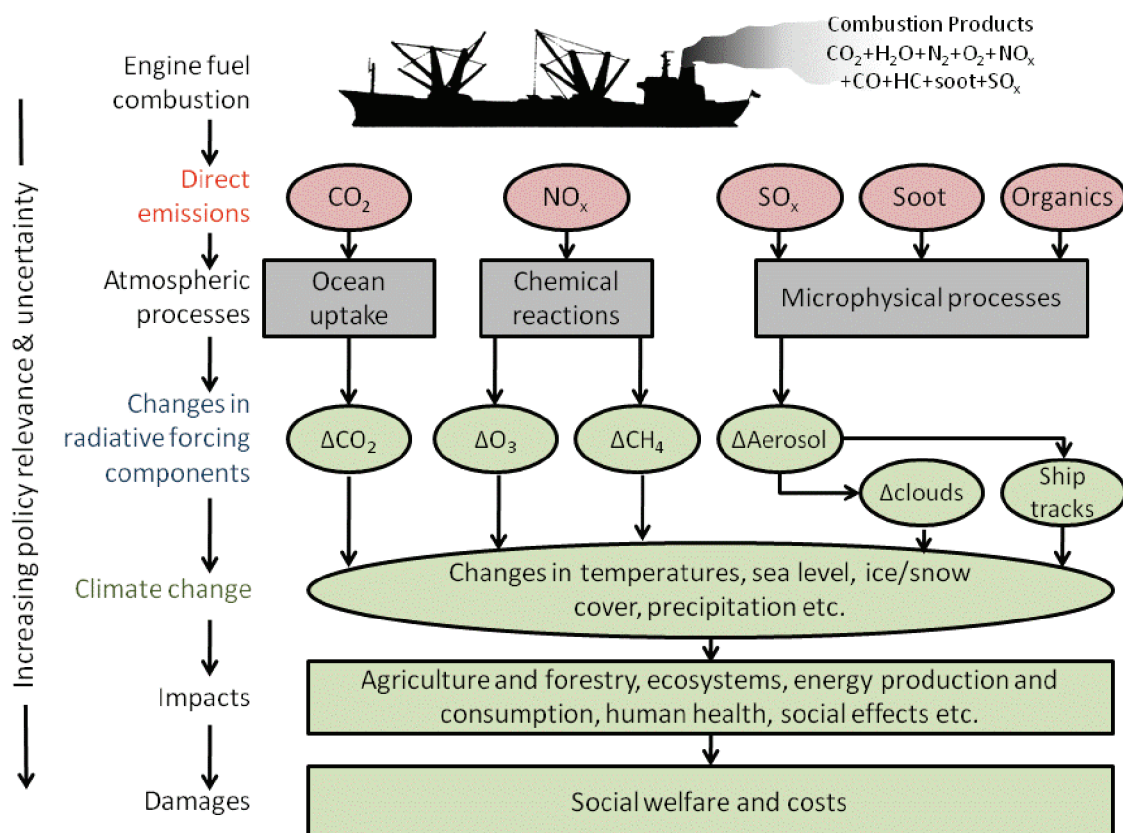 Combustion Products
CO₂+H₂O+N₂+O₂+NOₓ
+CO+HC+soot+SOₓ
Engine fuel
combustion
Direct
emissions
CO₂
NOₓ
SOₓ
Soot
Organics
Atmospheric
processes
Ocean
uptake
Chemical
reactions
Microphysical processes
Changes in
radiative forcing
components
ΔCO₂
ΔO₃
ΔCH₄
ΔAerosol
Δclouds
Ship
tracks
Climate change
Changes in temperatures, sea level, ice/snow
cover, precipitation etc.
Impacts
Agriculture and forestry, ecosystems, energy production and
consumption, human health, social effects etc.
Damages
Social welfare and costs
Increasing policy relevance & uncertainty